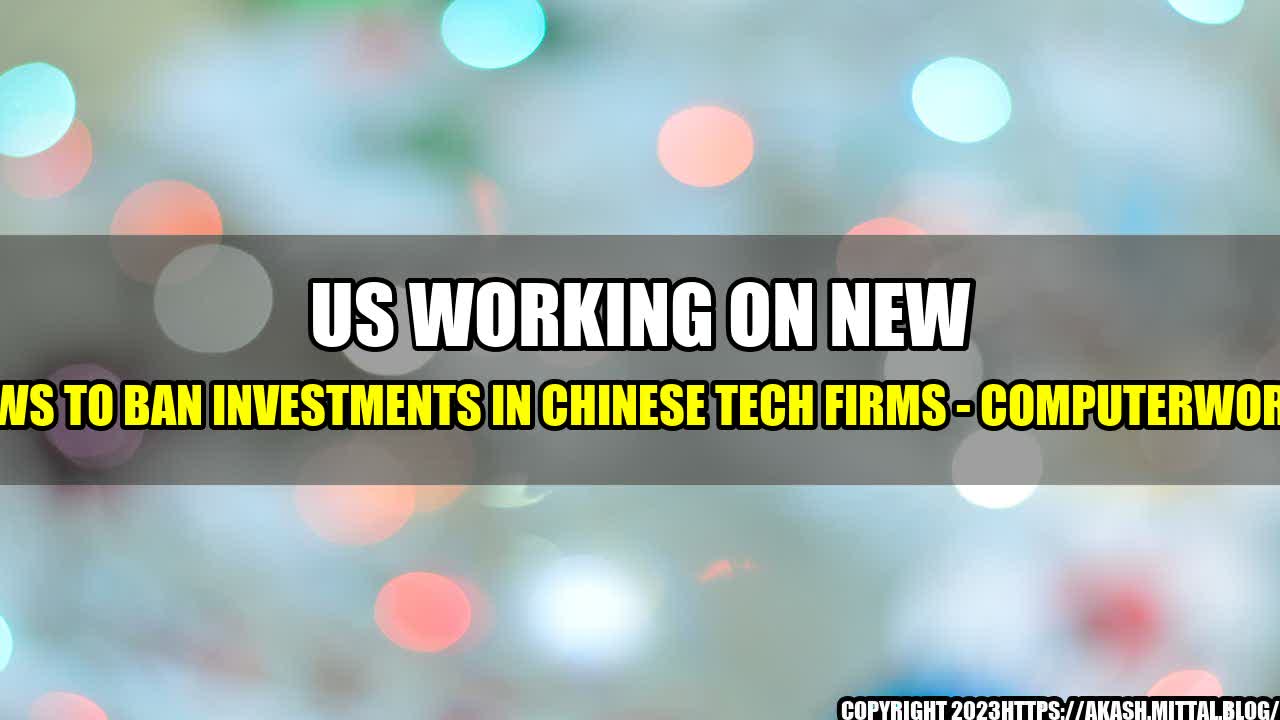 US WORKING ON NEW
WS TO BAN INVESTMENTS IN CHINESE TECH FIRMS - COMPUTERWOR
COPYRIGHT 2023HTTPS://AKASH.MITTAL.BLOG/